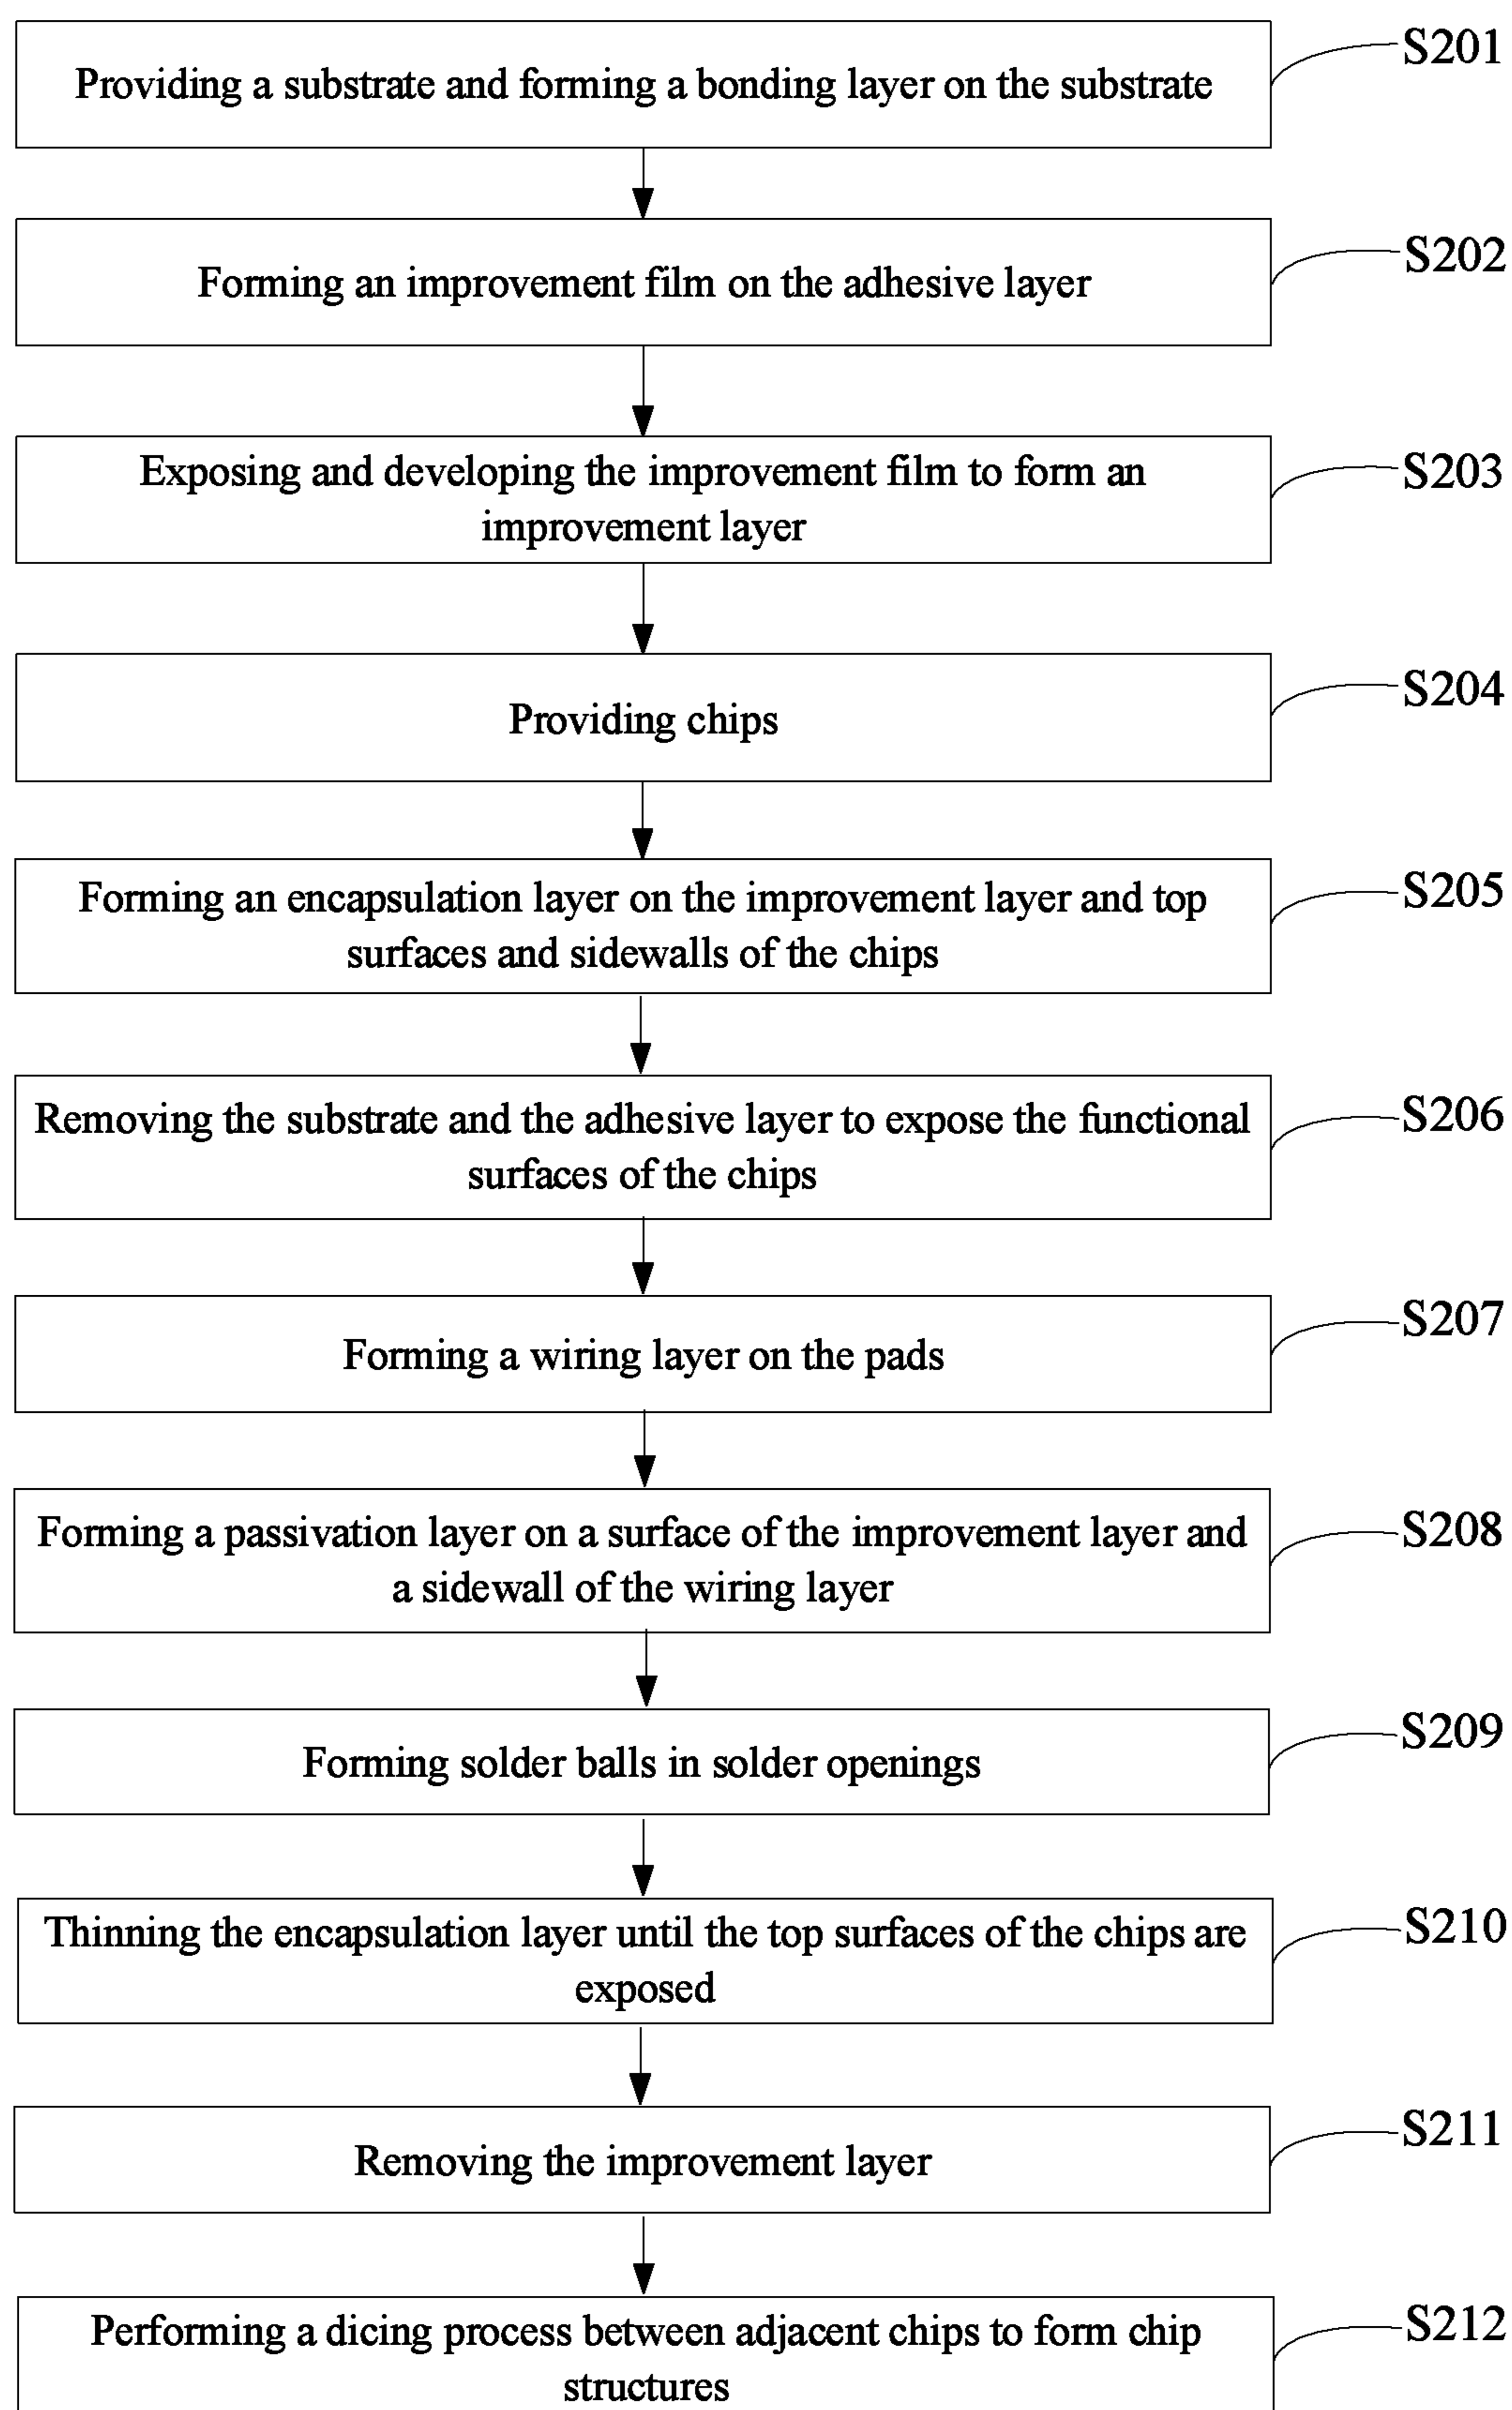 Providing a substrate and forming a bonding layer on the substrate
S201
Forming an improvement film on the adhesive layer
S202
Exposing and developing the improvement film to form an
improvement layer
S203
Providing chips
S204
Forming an encapsulation layer on the improvement layer and top
surfaces and sidewalls of the chips
S205
Removing the substrate and the adhesive layer to expose the functional
surfaces of the chips
S206
Forming a wiring layer on the pads
S207
Forming a passivation layer on a surface of the improvement layer and
a sidewall of the wiring layer
S208
Forming solder balls in solder openings
S209
Thinning the encapsulation layer until the top surfaces of the chips are
exposed
S210
Removing the improvement layer
S211
Performing a dicing process between adjacent chips to form chip
structures
S212